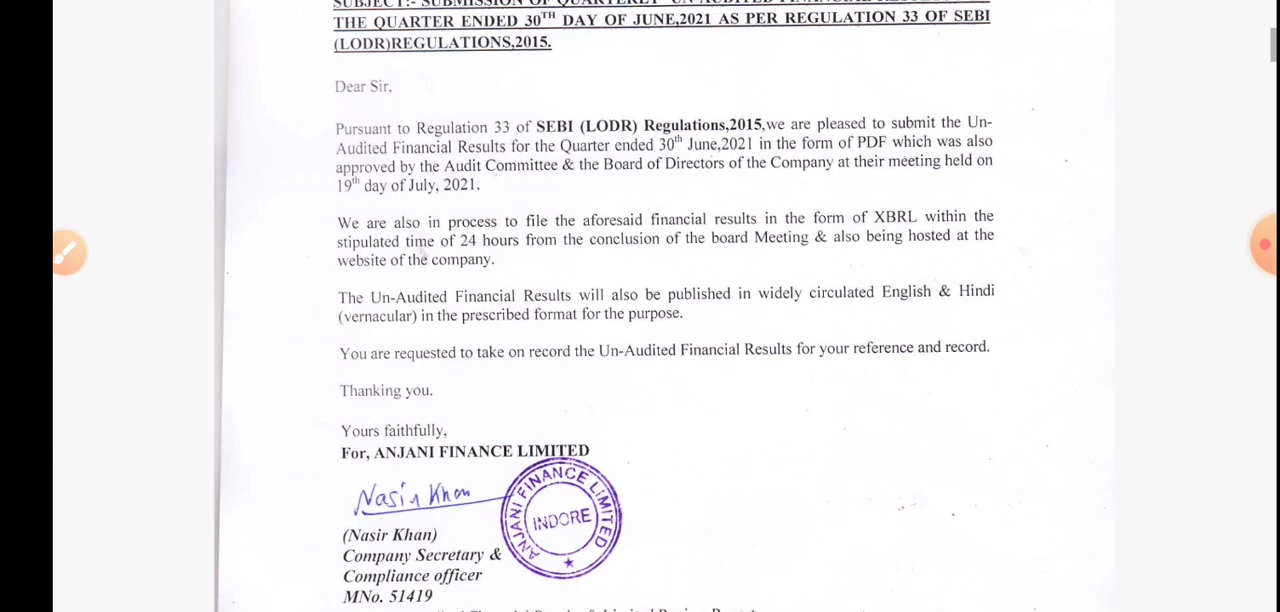 SUBJECT:- SUBMISSION OF QUARTERLY UN-AUDITED FINANCIAL
THE QUARTER ENDED 30TH DAY OF JUNE,2021 AS PER REGULATION 33 OF SEBI
(LODR)REGULATIONS,2015.
Dear Sir,
Pursuant to Regulation 33 of SEBI (LODR) Regulations,2015,we are pleased to submit the Un-
Audited Financial Results for the Quarter ended 30th June,2021 in the form of PDF which was also
approved by the Audit Committee & the Board of Directors of the Company at their meeting held on
19th day of July, 2021.
We are also in process to file the aforesaid financial results in the form of XBRL within the
stipulated time of 24 hours from the conclusion of the board Meeting & also being hosted at the
website of the company.
The Un-Audited Financial Results will also be published in widely circulated English & Hindi
(vernacular) in the prescribed format for the purpose.
You are requested to take on record the Un-Audited Financial Results for your reference and record.
Thanking you.
Yours faithfully,
For, ANJANI FINANCE LIMITED
Nasir Khan
ANJANI FINANCE LIMITED
INDORE
(Nasir Khan)
Company Secretary &
Compliance officer
MNo. 51419